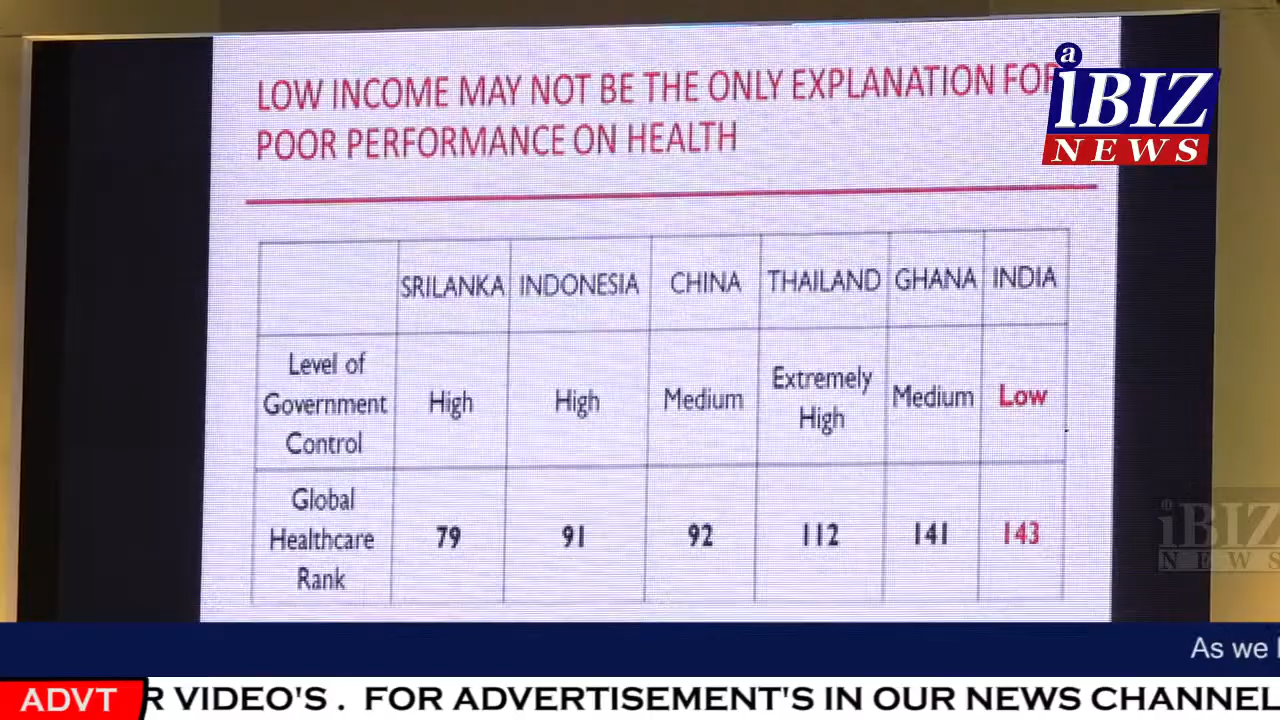 LOW INCOME MAY NOT BE THE ONLY EXPLANATION FOR
POOR PERFORMANCE ON HEALTH
a
iBIZ
NEWS
SRILANKA INDONESIA CHINA THAILAND GHANA INDIA
Level of
Government
Control
High High Medium Extremely
High
Medium Low
Global
Healthcare
Rank
79 91 92 112 141 143
a
iBIZ
NEWS
As we
ADVT
R VIDEO'S . FOR ADVERTISEMENT'S IN OUR NEWS CHANNEL